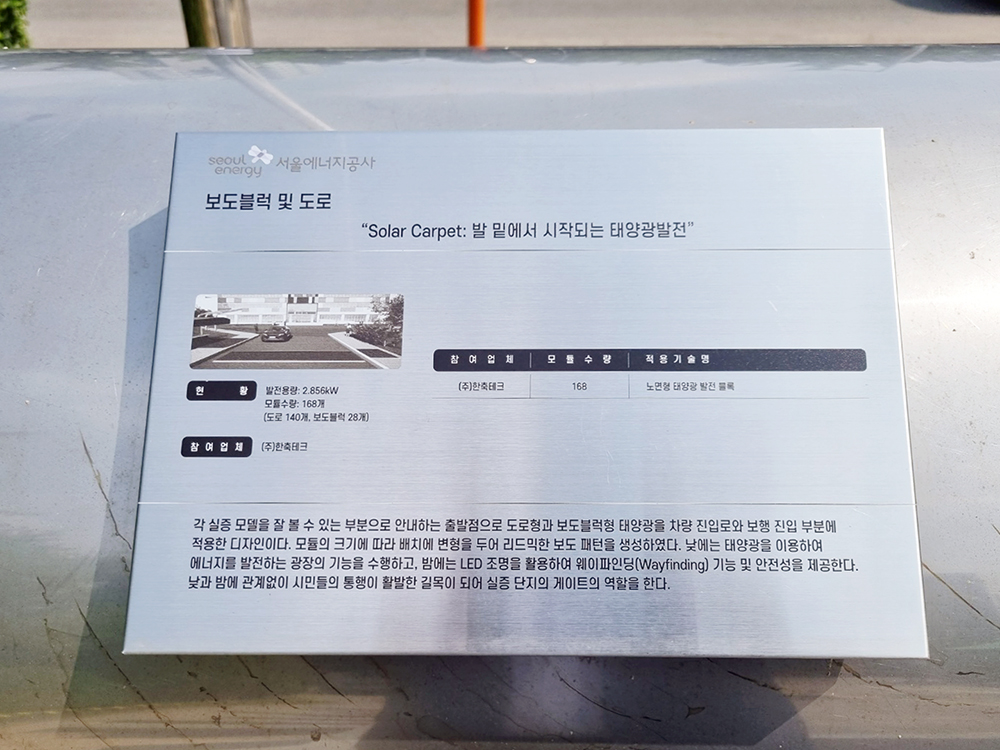 seoul energy 서울에너지공사
보도블럭 및 도로
“Solar Carpet: 발 밑에서 시작되는 태양광발전”
현 황
발전용량: 2.856kW
모듈수량: 168개
(도로 140개, 보도블럭 28개)
참 여 업 체 (주)한축테크
참 여 업 체 모 듈 수 량 적 용 기 술 명
(주)한축테크 168 노면형 태양광 발전 블록
각 실증 모델을 잘 볼 수 있는 부분으로 안내하는 출발점으로 도로형과 보도블럭형 태양광을 차량 진입로와 보행 진입 부분에
적용한 디자인이다. 모듈의 크기에 따라 배치에 변형을 두어 리드믹한 보도 패턴을 생성하였다. 낮에는 태양광을 이용하여
에너지를 발전하는 광장의 기능을 수행하고, 밤에는 LED 조명을 활용하여 웨이파인딩(Wayfinding) 기능 및 안전성을 제공한다.
낮과 밤에 관계없이 시민들의 통행이 활발한 길목이 되어 실증 단지의 게이트의 역할을 한다.